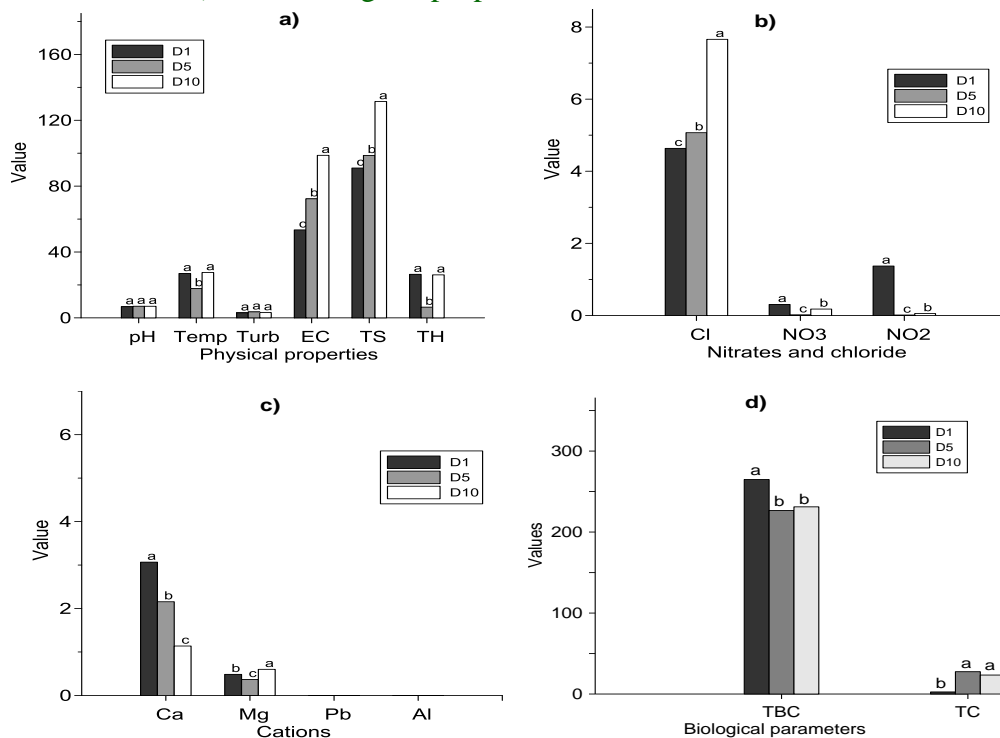 a)
D1
D5
D10
160
120
80
40
0
Value
a a a
a b a
a a a
c b a
c b a
a b a
pH Temp Turb EC TS TH
Physical properties
b)
D1
D5
D10
8
6
4
2
0
Value
c b a
a c b
a c b
Cl NO3 NO2
Nitrates and chloride
c)
D1
D5
D10
6
4
2
0
Value
a b c
b c a
Ca Mg Pb Al
Cations
d)
D1
D5
D10
300
200
100
0
Values
a b b
b a a
TBC TC
Biological parameters